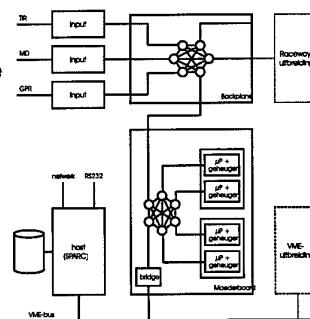 TIR
Input
MD
Input
GPR
Input
Backplane
Raceway
uitbreiding
netwerk
RS232
host
(SPARC)
VME-bus
bridge
µP +
geheugen
µP +
geheugen
µP +
geheugen
µP +
geheugen
Moederboard
VME-
uitbreiding